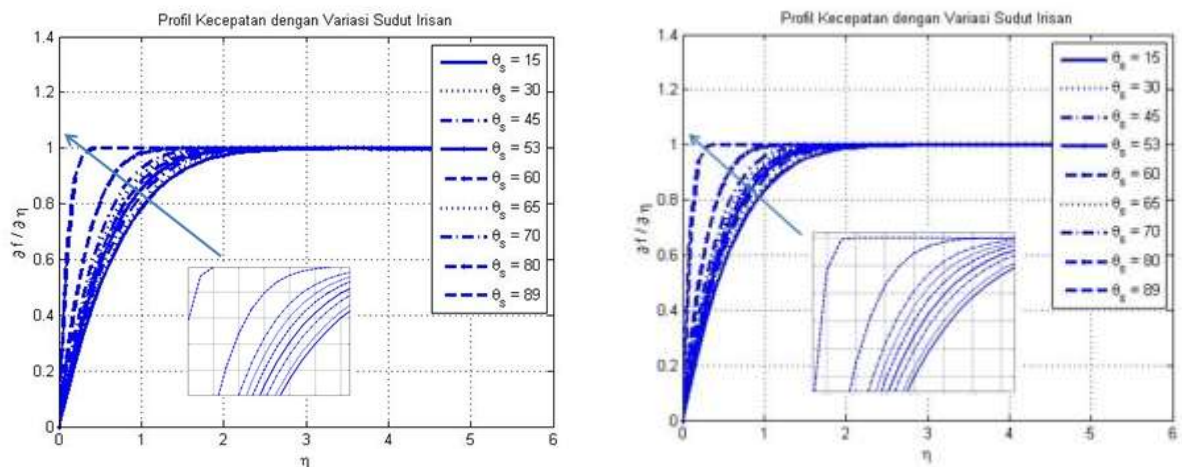 Profil Kecepatan dengan Variasi Sudut Irisan
1.4
1.2
1
0.8
0.6
0.4
0.2
0
∂ f / ∂ η
0 1 2 3 4 5 6
η
θs = 15
θs = 30
θs = 45
θs = 53
θs = 60
θs = 65
θs = 70
θs = 80
θs = 89
Profil Kecepatan dengan Variasi Sudut Irisan
1.4
1.2
1
0.8
0.6
0.4
0.2
0
∂ f / ∂ η
0 1 2 3 4 5 6
η
θs = 15
θs = 30
θs = 45
θs = 53
θs = 60
θs = 65
θs = 70
θs = 80
θs = 89